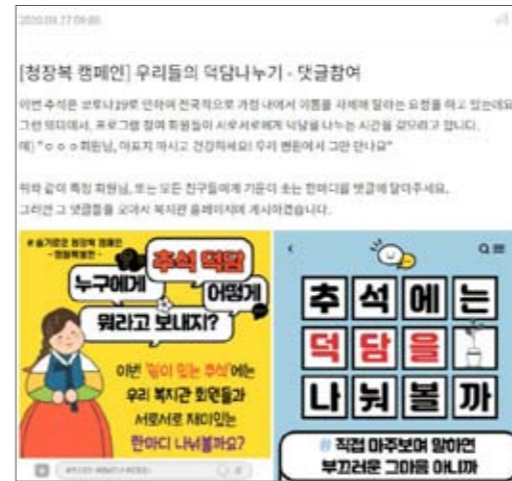 2020.09.27 09:00
[청장복 캠페인] 우리들의 덕담나누기 - 댓글참여
이번 추석은 코로나19로 인하여 전국적으로 가정 내에서 이동을 자제해 달라는 요청을 하고 있는데요
그런 의미에서, 프로그램 참여 회원들이 서로서로에게 덕담을 나누는 시간을 갖으려고 합니다.
예) "ㅇㅇㅇ회원님, 아프지 마시고 건강하세요! 우리 병원에서 그만 만나요"
위와 같이 특정 회원님, 또는 모든 친구들에게 기운이 솟는 한마디를 댓글에 달아주세요.
그러면 그 댓글들을 모아서 복지관 홈페이지에 게시하겠습니다.
# 슬기로운 청장복 캠페인
추석 덕담
누구에게
어떻게
뭐라고 보내지?
이번 '깊이 있는 추석'에는
우리 복지관 회원들과
서로서로 재미있는
한마디 나눠볼까요?
추석에는
덕담을
나눠볼까
# 직접 마주보며 말하면
부끄러운 그마음 아니까